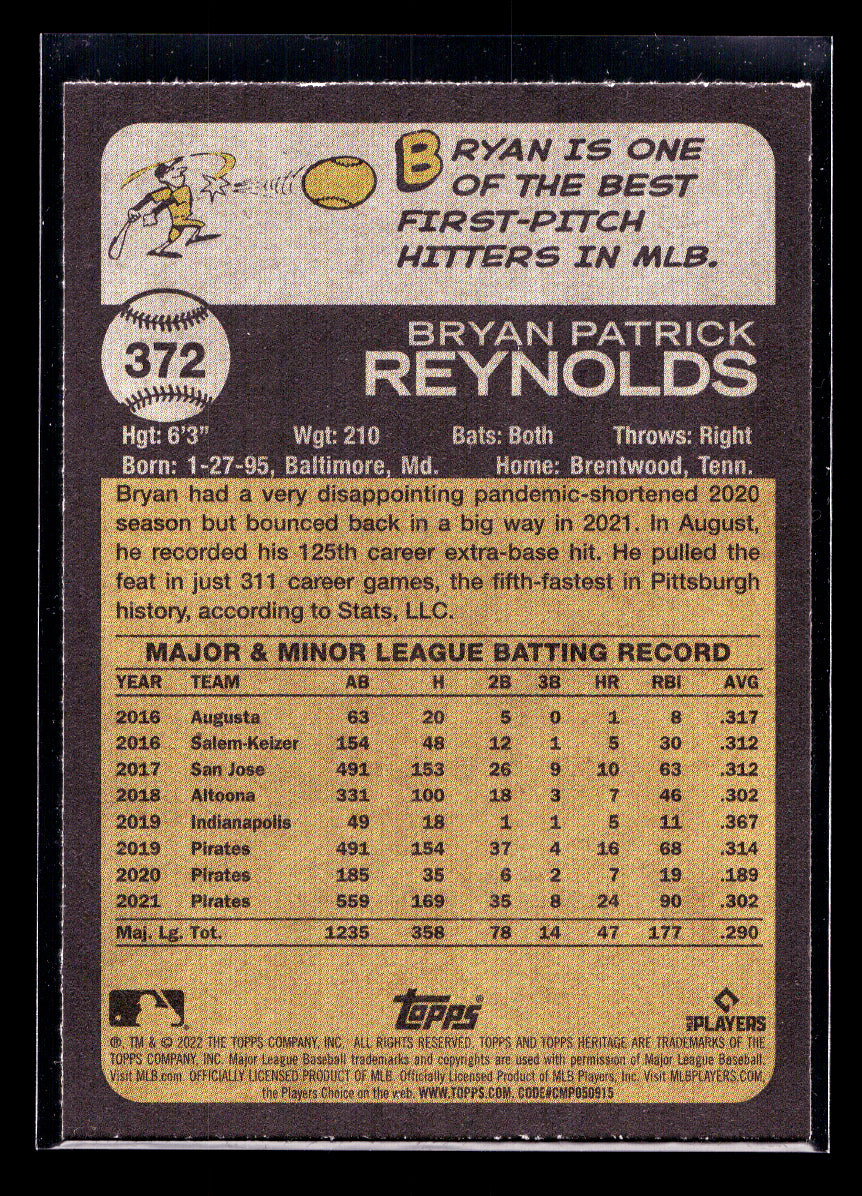 BRYAN IS ONE
OF THE BEST
FIRST-PITCH
HITTERS IN MLB.
372
BRYAN PATRICK
REYNOLDS
Hgt: 6'3" Wgt: 210 Bats: Both Throws: Right
Born: 1-27-95, Baltimore, Md. Home: Brentwood, Tenn.
Bryan had a very disappointing pandemic-shortened 2020
season but bounced back in a big way in 2021. In August,
he recorded his 125th career extra-base hit. He pulled the
feat in just 311 career games, the fifth-fastest in Pittsburgh
history, according to Stats, LLC.
MAJOR & MINOR LEAGUE BATTING RECORD
YEAR TEAM AB H 2B 3B HR RBI AVG
2016 Augusta 63 20 5 0 1 8 .317
2016 Salem-Keizer 154 48 12 1 5 30 .312
2017 San Jose 491 153 26 9 10 63 .312
2018 Altoona 331 100 18 3 7 46 .302
2019 Indianapolis 49 18 1 1 5 11 .367
2019 Pirates 491 154 37 4 16 68 .314
2020 Pirates 185 35 6 2 7 19 .189
2021 Pirates 559 169 35 8 24 90 .302
Maj. Lg. Tot. 1235 358 78 14 47 177 .290
topps®
MLB PLAYERS
®, TM & © 2022 THE TOPPS COMPANY, INC. ALL RIGHTS RESERVED. TOPPS AND TOPPS HERITAGE ARE TRADEMARKS OF THE
TOPPS COMPANY, INC. Major League Baseball trademarks and copyrights are used with permission of Major League Baseball.
Visit MLB.com. OFFICIALLY LICENSED PRODUCT OF MLB Officially Licensed Product of MLB Players, Inc. Visit MLBPLAYERS.COM,
the Players Choice on the web. WWW.TOPPS.COM. CODE#CMP050915